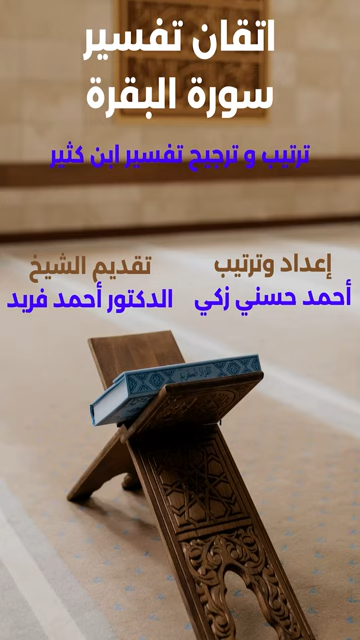 اتقان تفسير
سورة البقرة
ترتيب و ترجيح تفسير ابن كثير
إعداد وترتيب
أحمد حسني زكي
تقديم الشيخ
الدكتور أحمد فريد